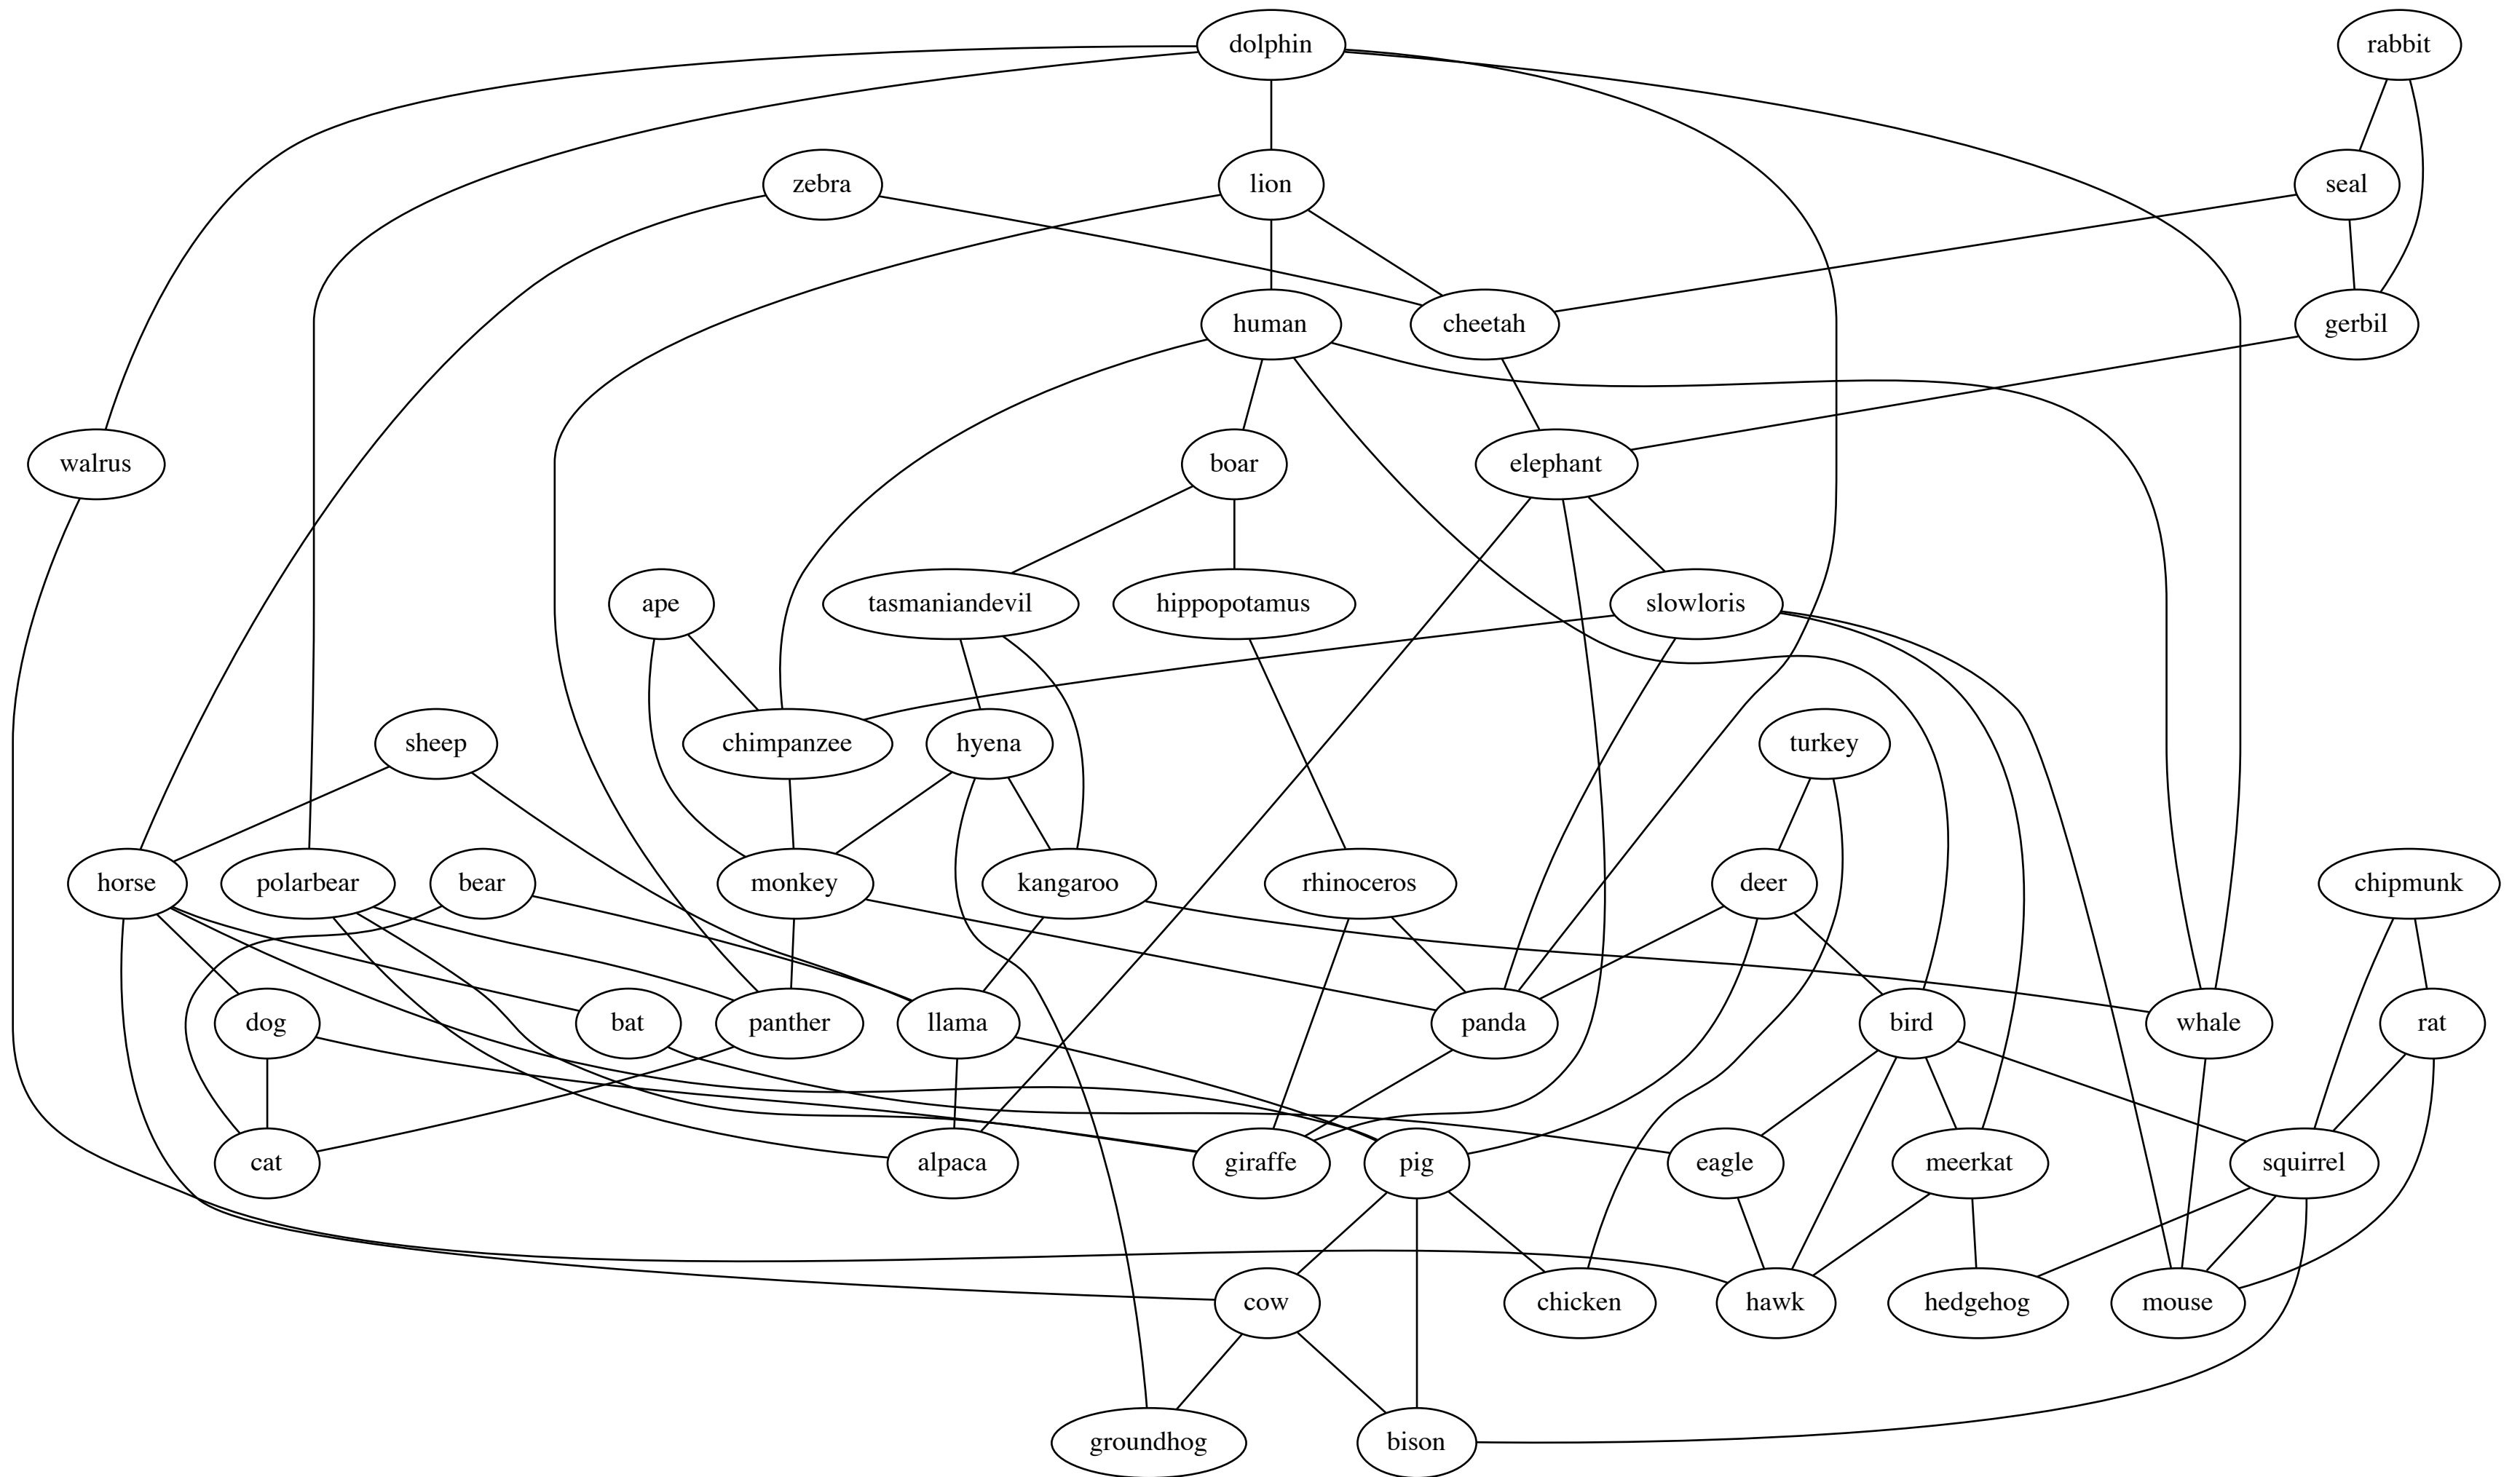 dolphin
rabbit
zebra
lion
seal
human
cheetah
gerbil
walrus
boar
elephant
ape
tasmaniandevil
hippopotamus
slowloris
sheep
chimpanzee
hyena
turkey
horse
polarbear
bear
monkey
kangaroo
rhinoceros
deer
chipmunk
dog
bat
panther
llama
panda
bird
whale
rat
cat
alpaca
giraffe
pig
eagle
meerkat
squirrel
cow
chicken
hawk
hedgehog
mouse
groundhog
bison